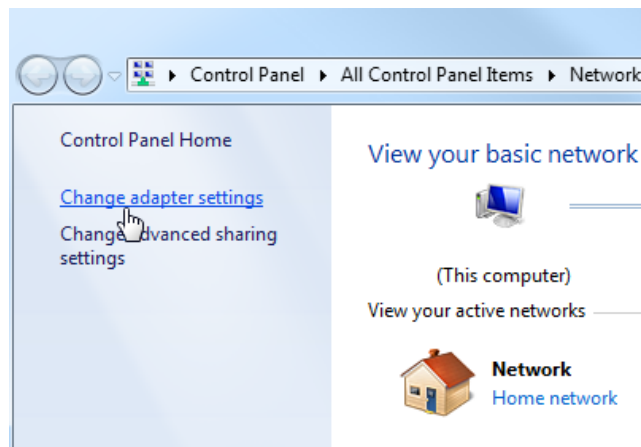 Control Panel ▸ All Control Panel Items ▸ Network
Control Panel Home
Change adapter settings
Change advanced sharing
settings
View your basic network
(This computer)
View your active networks
Network
Home network